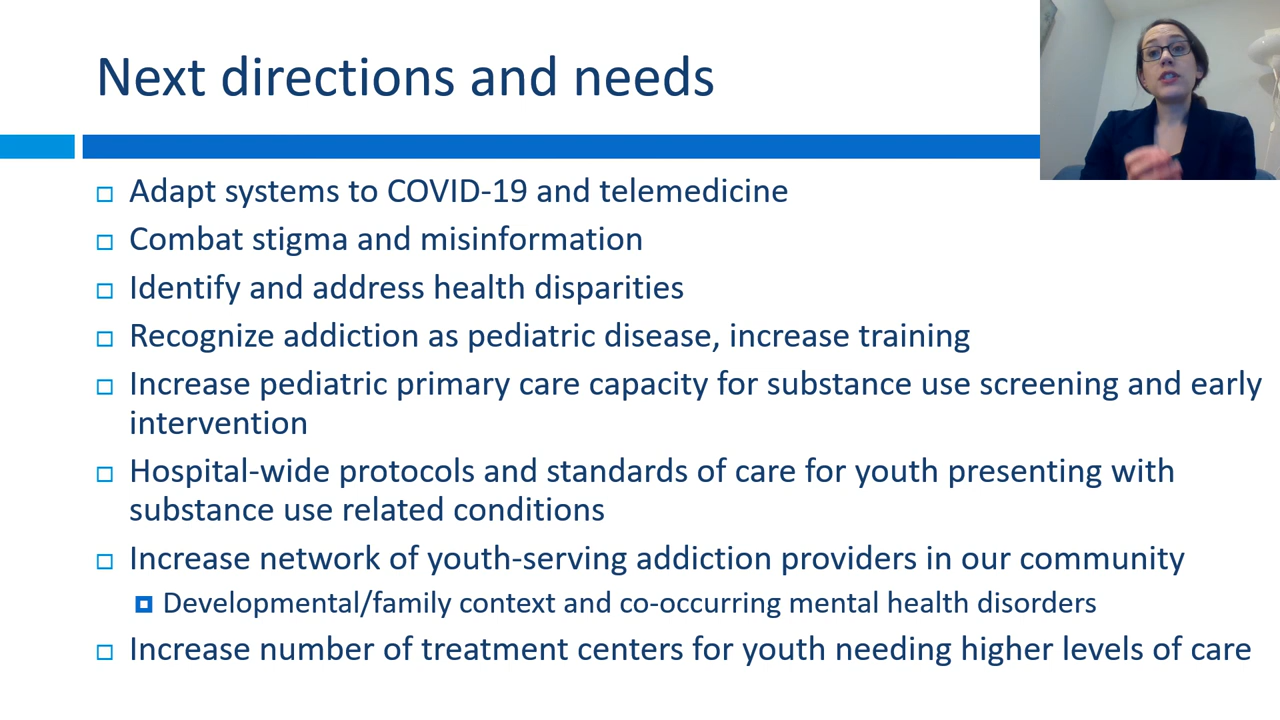 Next directions and needs
Adapt systems to COVID-19 and telemedicine
Combat stigma and misinformation
Identify and address health disparities
Recognize addiction as pediatric disease, increase training
Increase pediatric primary care capacity for substance use screening and early
intervention
Hospital-wide protocols and standards of care for youth presenting with
substance use related conditions
Increase network of youth-serving addiction providers in our community
Developmental/family context and co-occurring mental health disorders
Increase number of treatment centers for youth needing higher levels of care